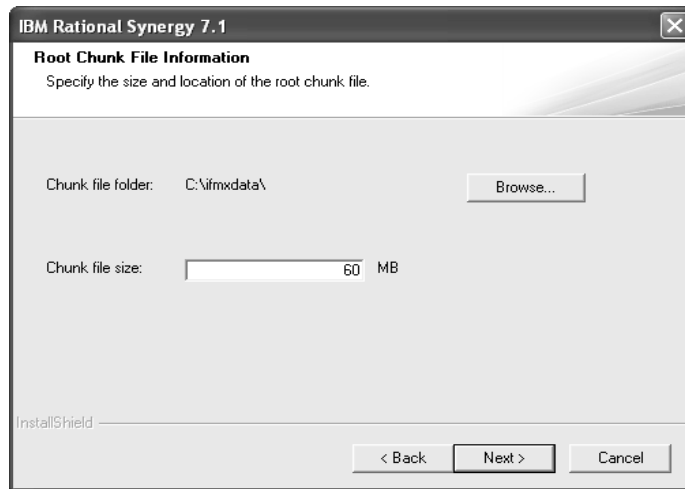 IBM Rational Synergy 7.1
Root Chunk File Information
Specify the size and location of the root chunk file.
Chunk file folder: C:\ifmxdata\ Browse...
Chunk file size: 60 MB
InstallShield
< Back Next > Cancel